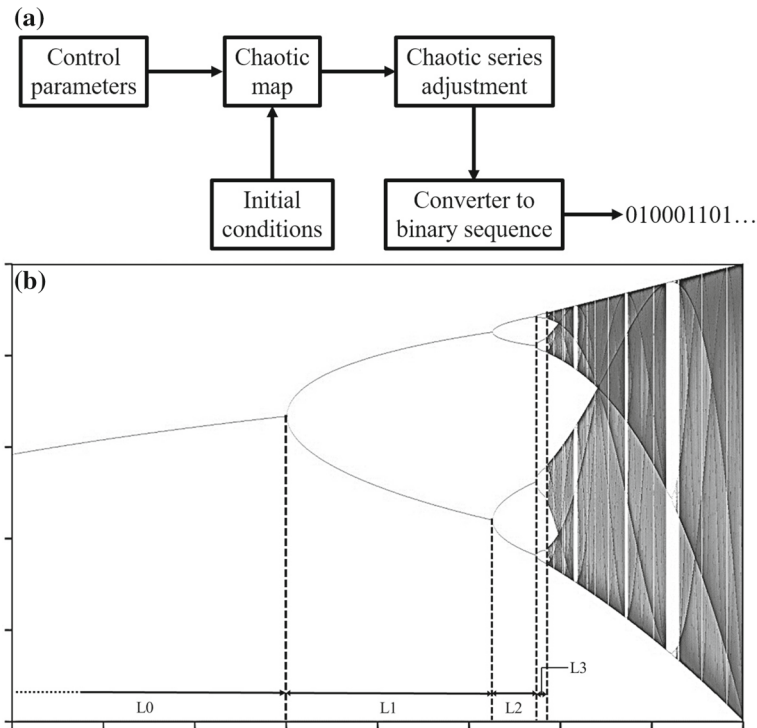 (a)
Control
parameters
Chaotic
map
Chaotic series
adjustment
Initial
conditions
Converter to
binary sequence
010001101...
(b)
L3
L0
L1
L2